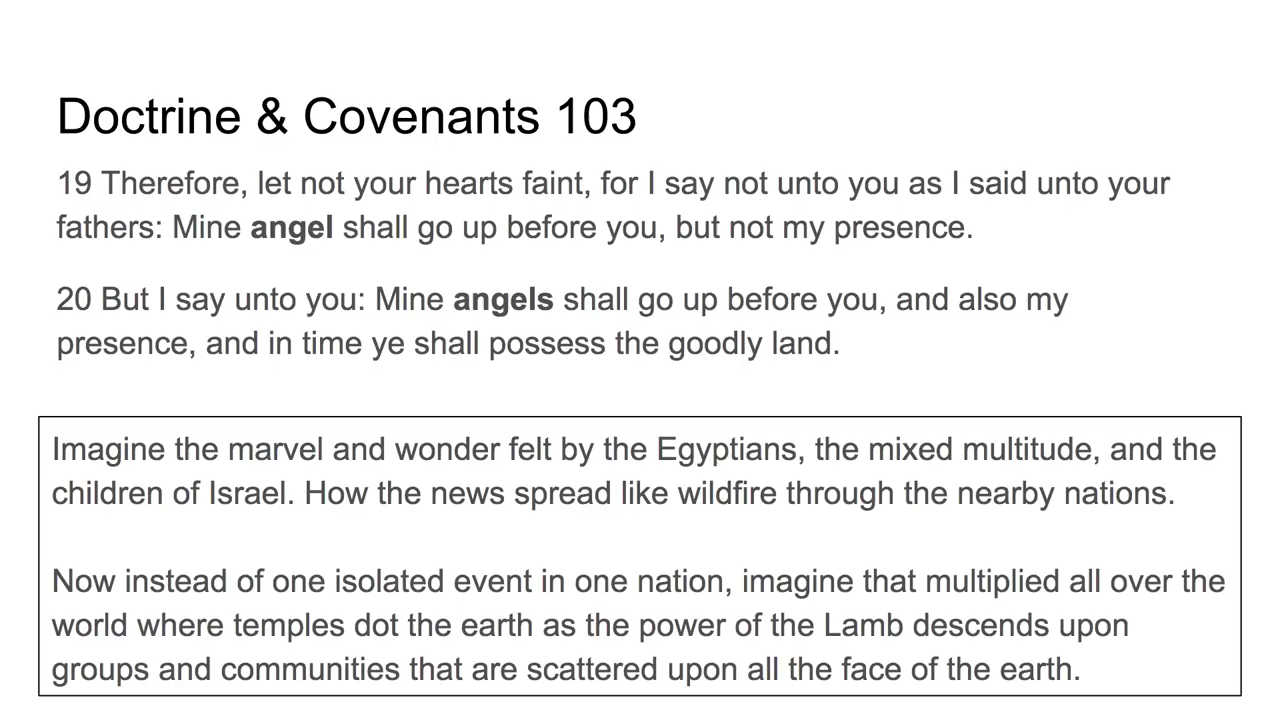 Doctrine & Covenants 103
19 Therefore, let not your hearts faint, for I say not unto you as I said unto your
fathers: Mine angel shall go up before you, but not my presence.
20 But I say unto you: Mine angels shall go up before you, and also my
presence, and in time ye shall possess the goodly land.
Imagine the marvel and wonder felt by the Egyptians, the mixed multitude, and the
children of Israel. How the news spread like wildfire through the nearby nations.
Now instead of one isolated event in one nation, imagine that multiplied all over the
world where temples dot the earth as the power of the Lamb descends upon
groups and communities that are scattered upon all the face of the earth.